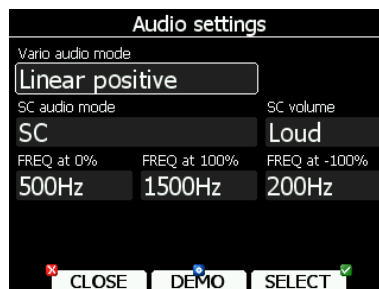 Audio settings
Vario audio mode
Linear positive
SC audio mode SC volume
SC Loud
FREQ at 0% FREQ at 100% FREQ at -100%
500Hz 1500Hz 200Hz
CLOSE DEMO SELECT